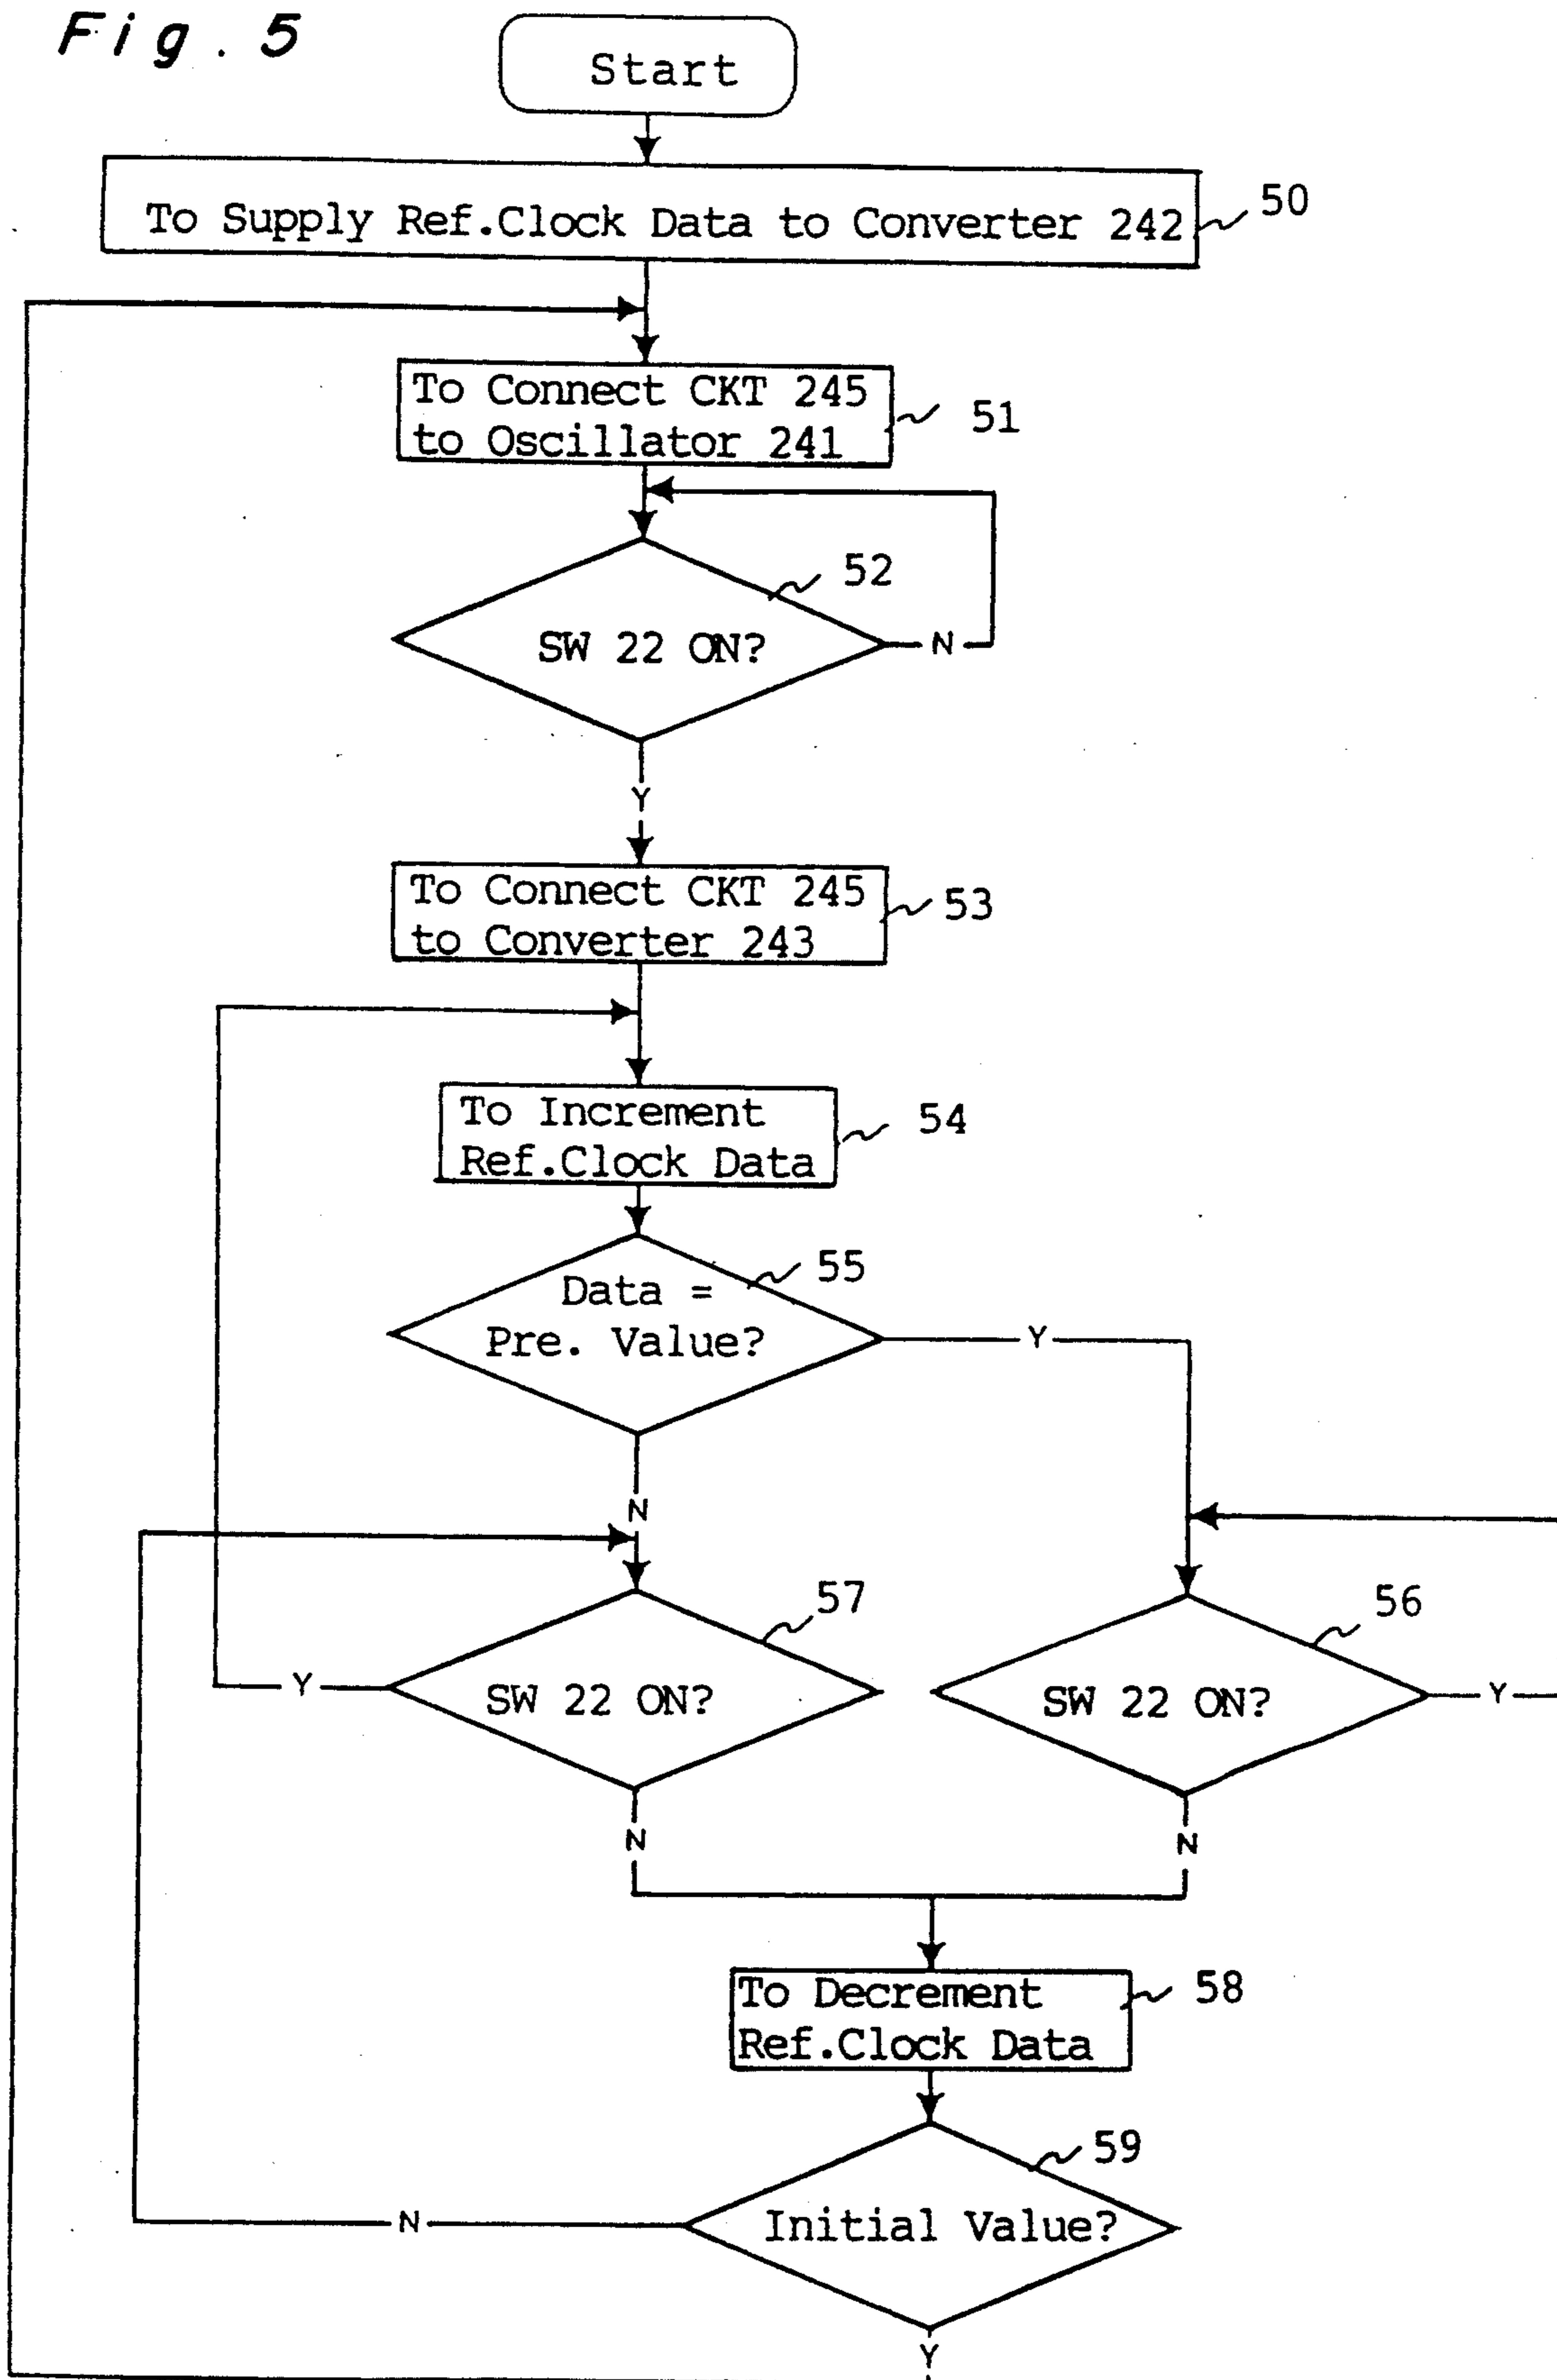 Fig. 5
Start
To Supply Ref.Clock Data to Converter 242
50
To Connect CKT 245
to Oscillator 241
51
52
SW 22 ON?
N
Y
To Connect CKT 245
to Converter 243
53
To Increment
Ref.Clock Data
54
55
Data =
Pre. Value?
Y
N
57
SW 22 ON?
Y
N
56
SW 22 ON?
Y
N
To Decrement
Ref.Clock Data
58
59
Initial Value?
N
Y